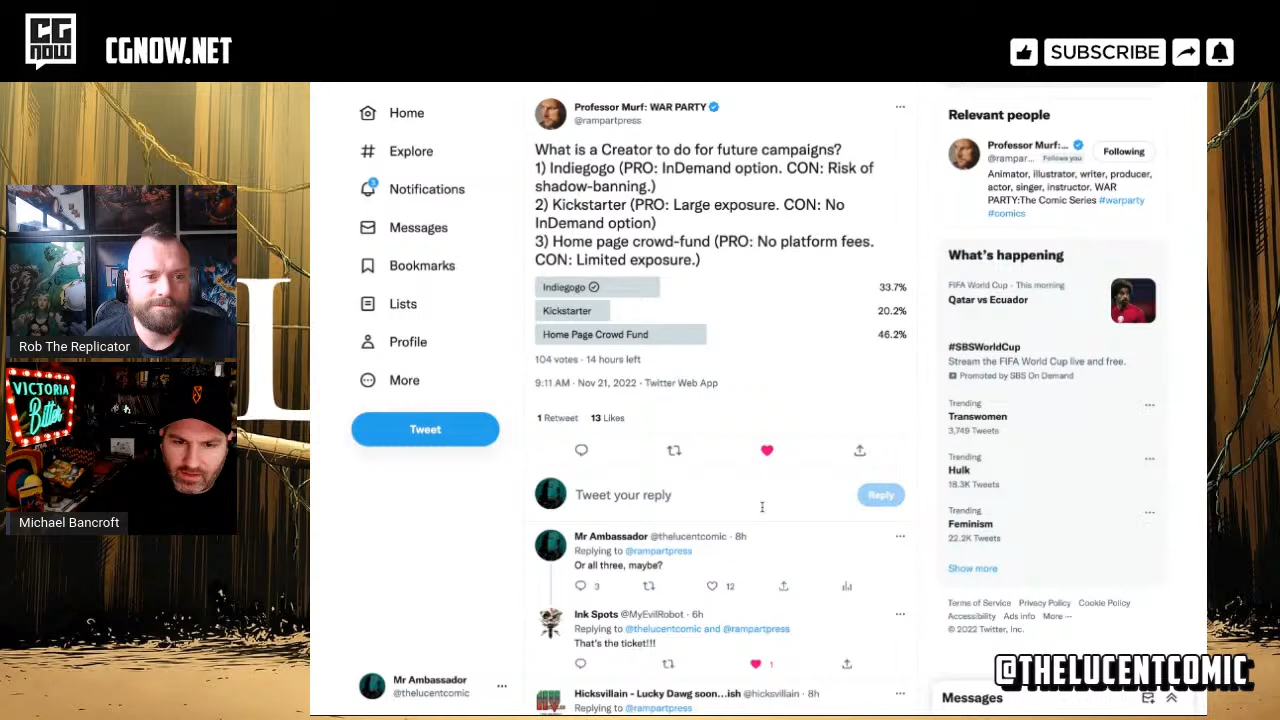 CG
NOW
CGNOW.NET
SUBSCRIBE
Rob The Replicator
VICTORIA
Bitter
Michael Bancroft
Home
Explore
Notifications
Messages
Bookmarks
Lists
Profile
More
Tweet
Mr Ambassador
@thelucentcomic
Professor Murf: WAR PARTY
@rampartpress
What is a Creator to do for future campaigns?
1) Indiegogo (PRO: InDemand option. CON: Risk of
shadow-banning.)
2) Kickstarter (PRO: Large exposure. CON: No
InDemand option)
3) Home page crowd-fund (PRO: No platform fees.
CON: Limited exposure.)
Indiegogo 33.7%
Kickstarter 20.2%
Home Page Crowd Fund 46.2%
104 votes · 14 hours left
9:11 AM · Nov 21, 2022 · Twitter Web App
1 Retweet 13 Likes
Tweet your reply
Reply
Mr Ambassador @thelucentcomic · 8h
Replying to @rampartpress
Or all three, maybe?
3 12
Ink Spots @MyEvilRobot · 6h
Replying to @thelucentcomic and @rampartpress
That's the ticket!!!
1
Hicksvillain - Lucky Dawg soon...ish @hicksvillain · 8h
Replying to @rampartpress
Relevant people
Professor Murf:...
@rampar... Follows you
Following
Animator, illustrator, writer, producer,
actor, singer, instructor. WAR
PARTY:The Comic Series #warparty
#comics
What's happening
FIFA World Cup · This morning
Qatar vs Ecuador
#SBSWorldCup
Stream the FIFA World Cup live and free.
Promoted by SBS On Demand
Trending
Transwomen
3,749 Tweets
Trending
Hulk
18.3K Tweets
Trending
Feminism
22.2K Tweets
Show more
Terms of Service Privacy Policy Cookie Policy
Accessibility Ads info More ···
© 2022 Twitter, Inc.
@THELUCENTCOMIC
Messages